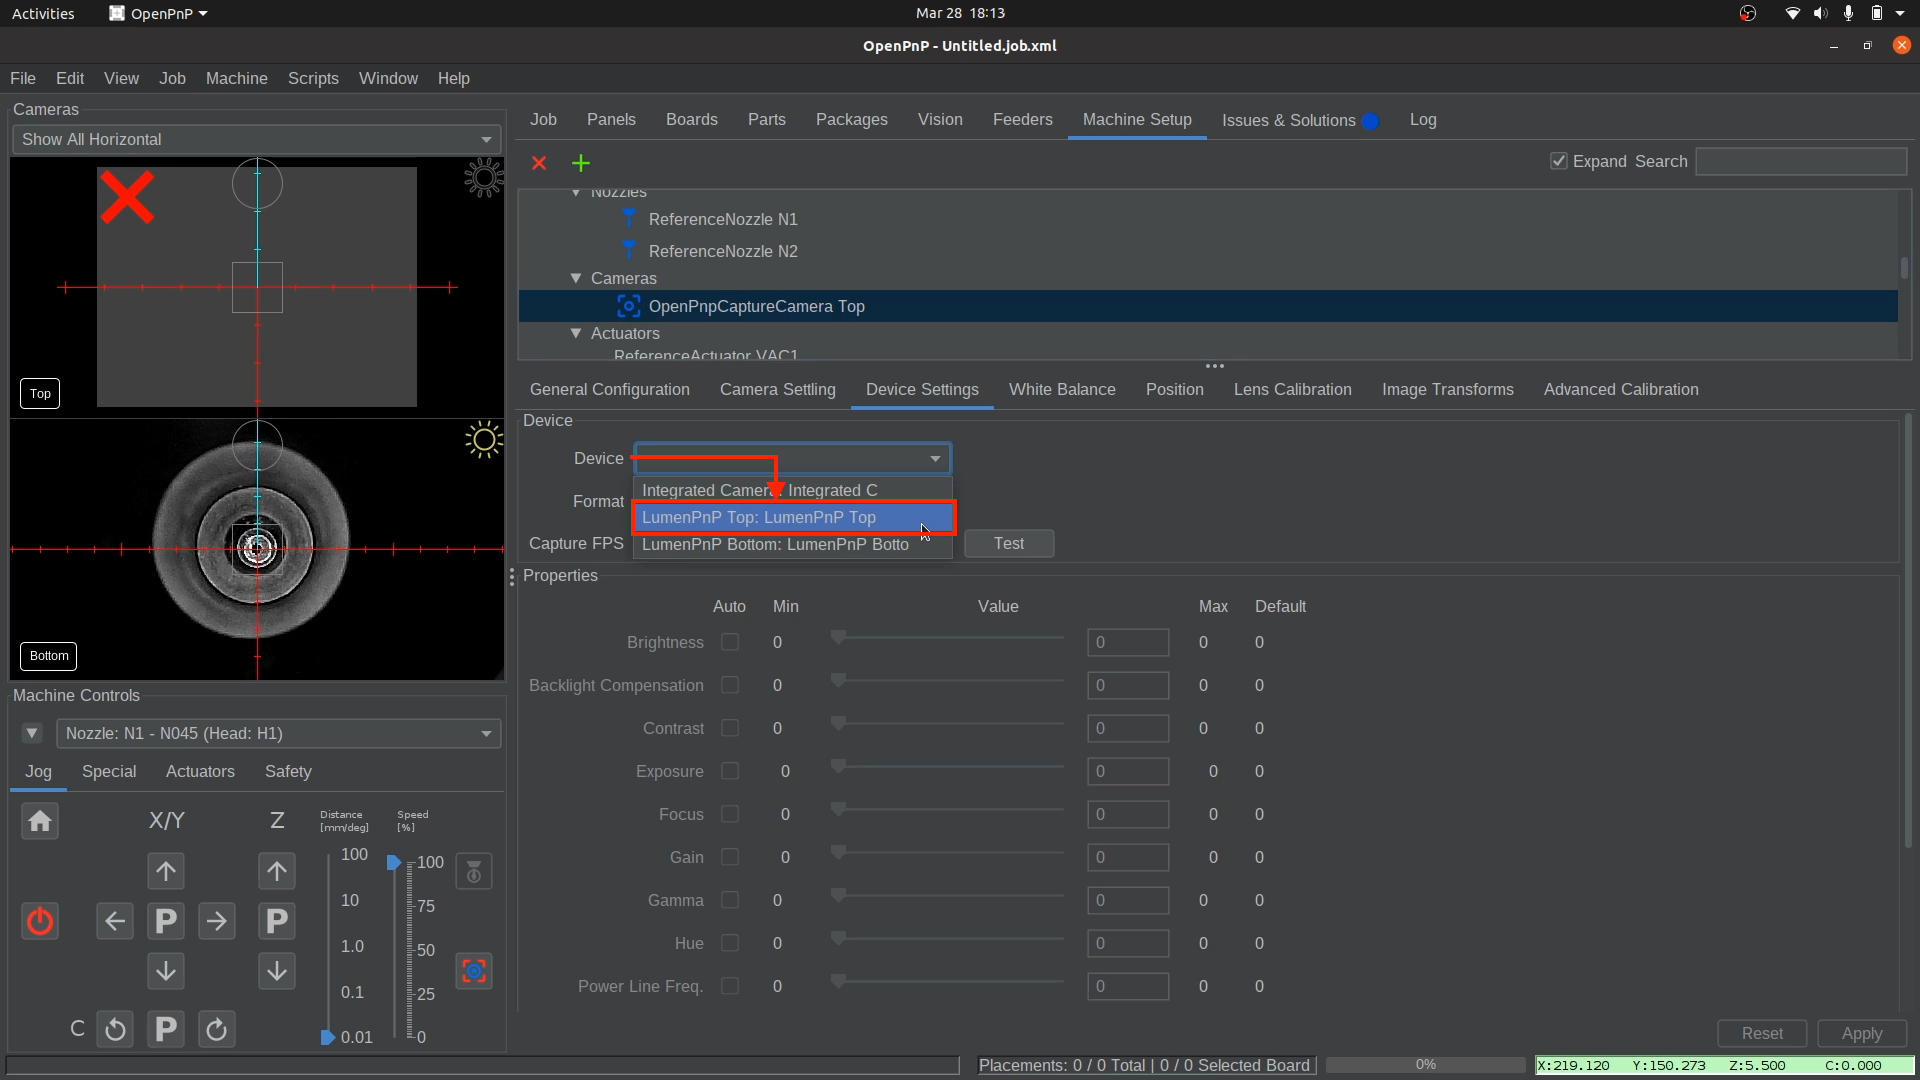 Activities OpenPnP Mar 28 18:13
OpenPnP - Untitled.job.xml
File Edit View Job Machine Scripts Window Help
Cameras
Show All Horizontal
Top
Bottom
Machine Controls
Nozzle: N1 - N045 (Head: H1)
Jog Special Actuators Safety
X/Y Z Distance [mm/deg] Speed [%]
100 100
10 75
P P
1.0 50
0.1 25
C P 0.01 0
Job Panels Boards Parts Packages Vision Feeders Machine Setup Issues & Solutions Log
Expand Search
Nozzles
ReferenceNozzle N1
ReferenceNozzle N2
Cameras
OpenPnpCaptureCamera Top
Actuators
ReferenceActuator VAC1
General Configuration Camera Settling Device Settings White Balance Position Lens Calibration Image Transforms Advanced Calibration
Device
Device
Integrated Camera: Integrated C
Format
LumenPnP Top: LumenPnP Top
Capture FPS LumenPnP Bottom: LumenPnP Botto Test
Properties
Auto Min Value Max Default
Brightness 0 0 0 0
Backlight Compensation 0 0 0 0
Contrast 0 0 0 0
Exposure 0 0 0 0
Focus 0 0 0 0
Gain 0 0 0 0
Gamma 0 0 0 0
Hue 0 0 0 0
Power Line Freq. 0 0 0 0
Reset Apply
Placements: 0 / 0 Total | 0 / 0 Selected Board 0% X:219.120 Y:150.273 Z:5.500 C:0.000